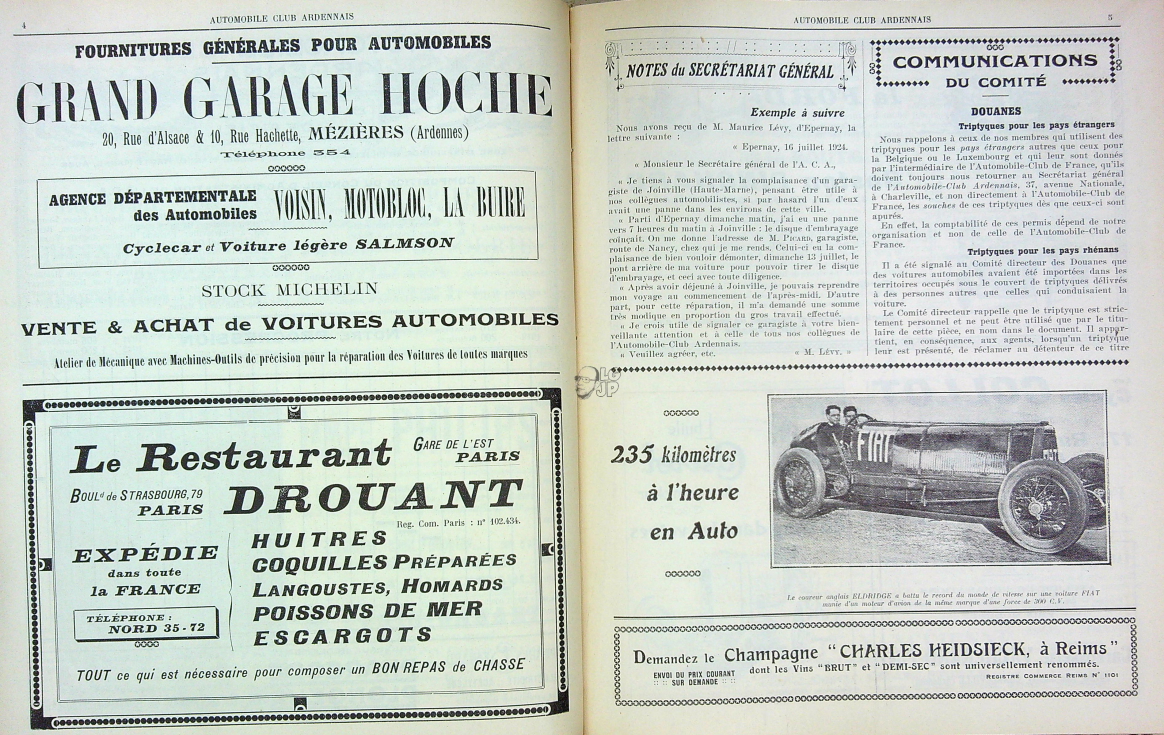 4
AUTOMOBILE CLUB ARDENNAIS
FOURNITURES GÉNÉRALES POUR AUTOMOBILES
GRAND GARAGE HOCHE
20, Rue d'Alsace & 10, Rue Hachette, MÉZIÈRES (Ardennes)
Téléphone 354
AGENCE DÉPARTEMENTALE
des Automobiles
VOISIN, MOTOBLOC, LA BUIRE
Cyclecar et Voiture légère SALMSON
STOCK MICHELIN
VENTE & ACHAT de VOITURES AUTOMOBILES
Atelier de Mécanique avec Machines-Outils de précision pour la réparation des Voitures de toutes marques
Le Restaurant
GARE DE L'EST
PARIS
BOUL.d de STRASBOURG, 79
PARIS
DROUANT
Reg. Com. Paris : n° 102.434.
EXPÉDIE
dans toute
la FRANCE
TÉLÉPHONE :
NORD 35-72
HUITRES
COQUILLES PRÉPARÉES
LANGOUSTES, HOMARDS
POISSONS DE MER
ESCARGOTS
TOUT ce qui est nécessaire pour composer un BON REPAS de CHASSE
AUTOMOBILE CLUB ARDENNAIS
5
NOTES du SECRÉTARIAT GÉNÉRAL
Exemple à suivre
Nous avons reçu de M. Maurice Lévy, d'Epernay, la
lettre suivante :
« Epernay, 16 juillet 1924.
« Monsieur le Secrétaire général de l'A. C. A.,
« Je tiens à vous signaler la complaisance d'un gara-
giste de Joinville (Haute-Marne), pensant être utile à
nos collègues automobilistes, si par hasard l'un d'eux
avait une panne dans les environs de cette ville.
« Parti d'Epernay dimanche matin, j'ai eu une panne
vers 7 heures du matin à Joinville : le disque d'embrayage
coinçait. On me donne l'adresse de M. PICARD, garagiste,
route de Nancy, chez qui je me rends. Celui-ci eu la com-
plaisance de bien vouloir démonter, dimanche 13 juillet, le
pont arrière de ma voiture pour pouvoir tirer le disque
d'embrayage, et ceci avec toute diligence.
« Après avoir déjeuné à Joinville, je pouvais reprendre
mon voyage au commencement de l'après-midi. D'autre
part, pour cette réparation, il m'a demandé une somme
très modique en proportion du gros travail effectué.
« Je crois utile de signaler ce garagiste à votre bien-
veillante attention et à celle de tous nos collègues de
l'Automobile-Club Ardennais.
« Veuillez agréer, etc.
« M. LÉVY. »
COMMUNICATIONS
DU COMITÉ
DOUANES
Triptyques pour les pays étrangers
Nous rappelons à ceux de nos membres qui utilisent des
triptyques pour les pays étrangers autres que ceux pour
la Belgique ou le Luxembourg et qui leur sont donnés
par l'intermédiaire de l'Automobile-Club de France, qu'ils
doivent toujours nous retourner au Secrétariat général
de l'Automobile-Club Ardennais, 37, avenue Nationale,
à Charleville, et non directement à l'Automobile-Club de
France, les souches de ces triptyques dès que ceux-ci sont
apurés.
En effet, la comptabilité de ces permis dépend de notre
organisation et non de celle de l'Automobile-Club de
France.
Triptyques pour les pays rhénans
Il a été signalé au Comité directeur des Douanes que
des voitures automobiles avaient été importées dans les
territoires occupés sous le couvert de triptyques délivrés
à des personnes autres que celles qui conduisaient la
voiture.
Le Comité directeur rappelle que le triptyque est stric-
tement personnel et ne peut être utilisé que par le titu-
laire de cette pièce, en nom dans le document. Il appar-
tient, en conséquence, aux agents, lorsqu'un triptyque
leur est présenté, de réclamer au détenteur de ce titre
LU
JP
235 kilomètres
à l'heure
en Auto
FIAT
Le coureur anglais ELDRIDGE a battu le record du monde de vitesse sur une voiture FIAT
munie d'un moteur d'avion de la même marque d'une force de 300 C.V.
Demandez le Champagne "CHARLES HEIDSIECK, à Reims"
ENVOI DU PRIX COURANT
SUR DEMANDE
dont les Vins "BRUT" et "DEMI-SEC" sont universellement renommés.
REGISTRE COMMERCE REIMS N° 1101